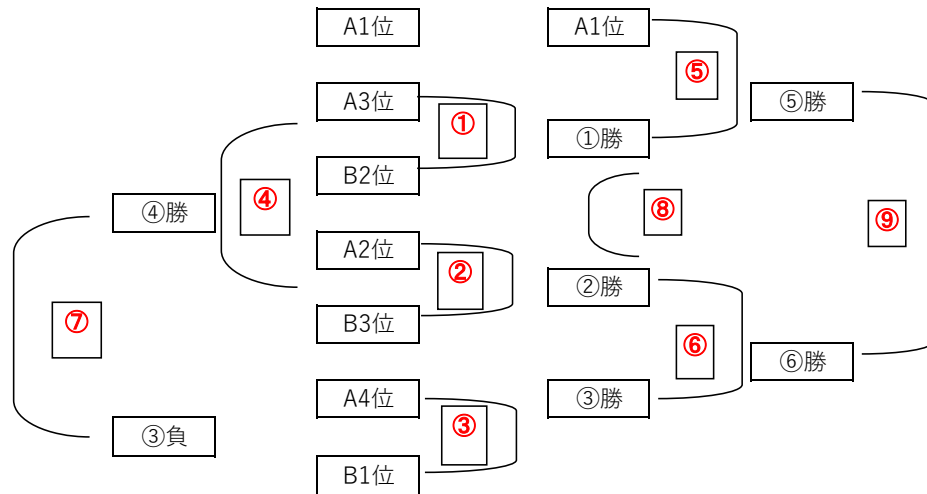 A1位
A1位
⑤
⑤勝
A3位
①
①勝
B2位
④
④勝
⑧
⑨
A2位
②
②勝
B3位
⑦
⑥
⑥勝
A4位
③
③勝
③負
B1位